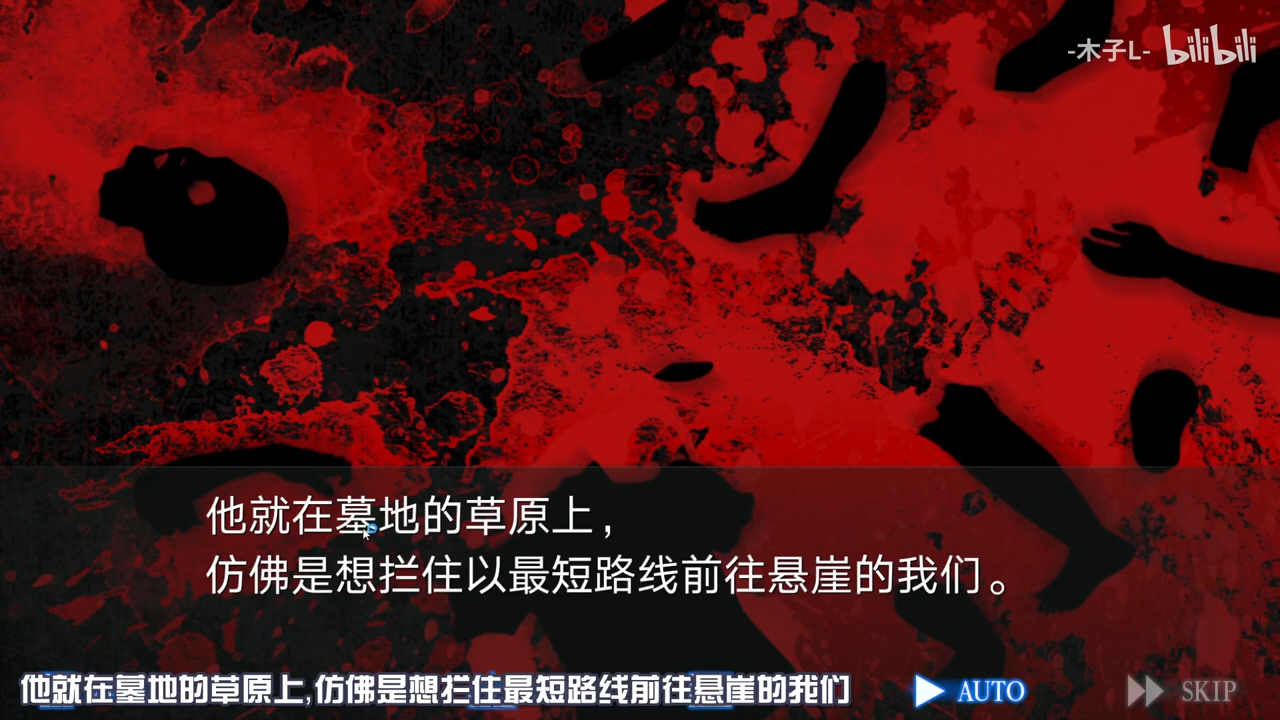 -木子L- bilibili
他就在墓地的草原上，
仿佛是想拦住以最短路线前往悬崖的我们。
他就在墓地的草原上,仿佛是想拦住最短路线前往悬崖的我们
AUTO
SKIP